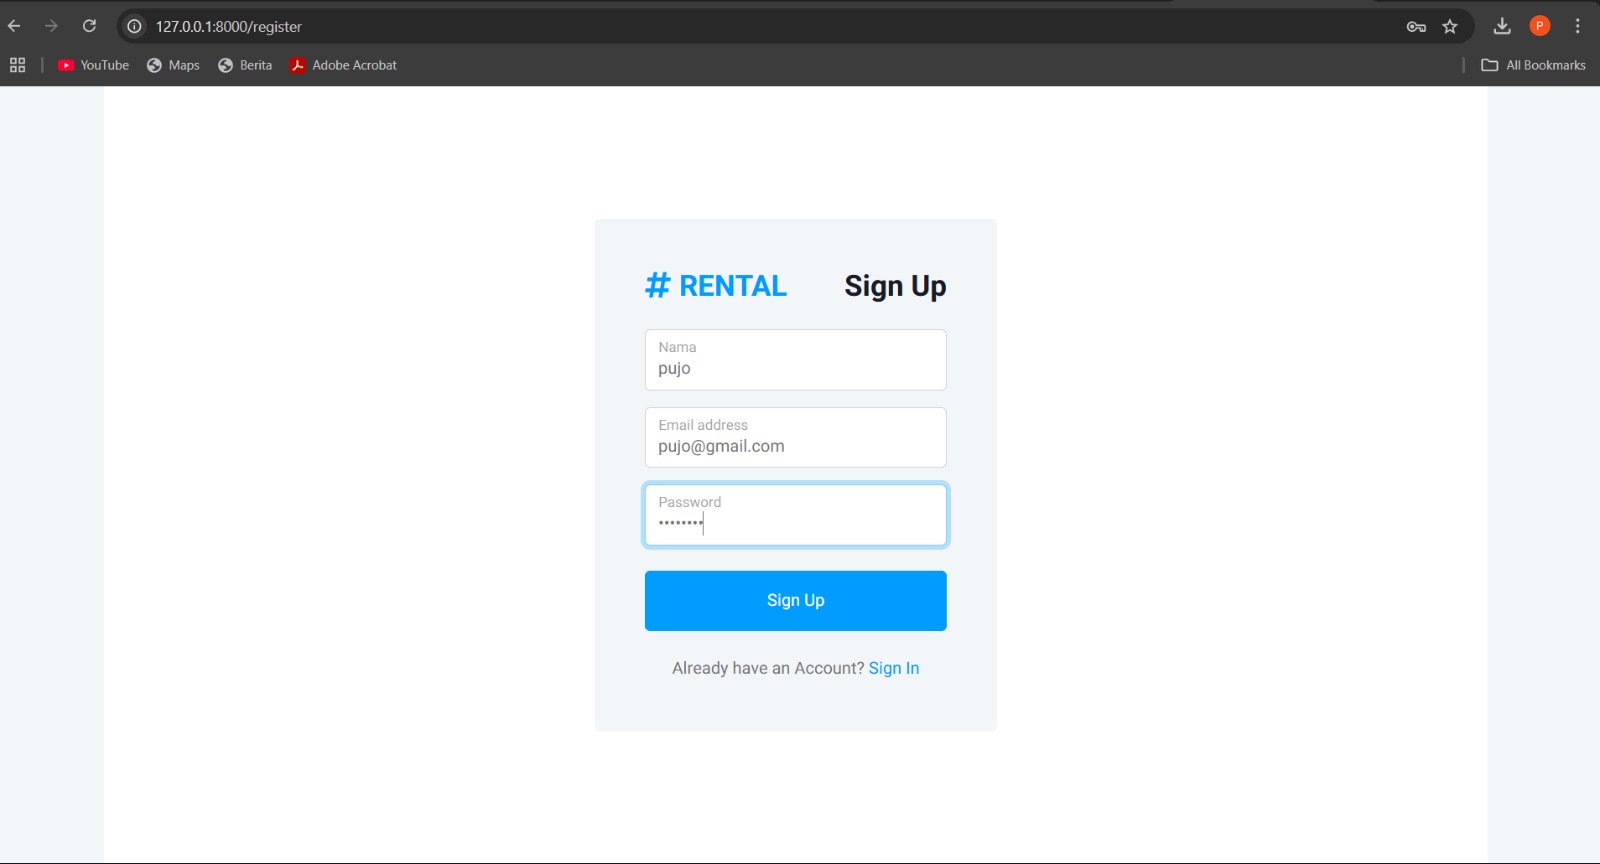 127.0.0.1:8000/register
P
YouTube Maps Berita Adobe Acrobat All Bookmarks
# RENTAL Sign Up
Nama
pujo
Email address
pujo@gmail.com
Password
••••••••
Sign Up
Already have an Account? Sign In